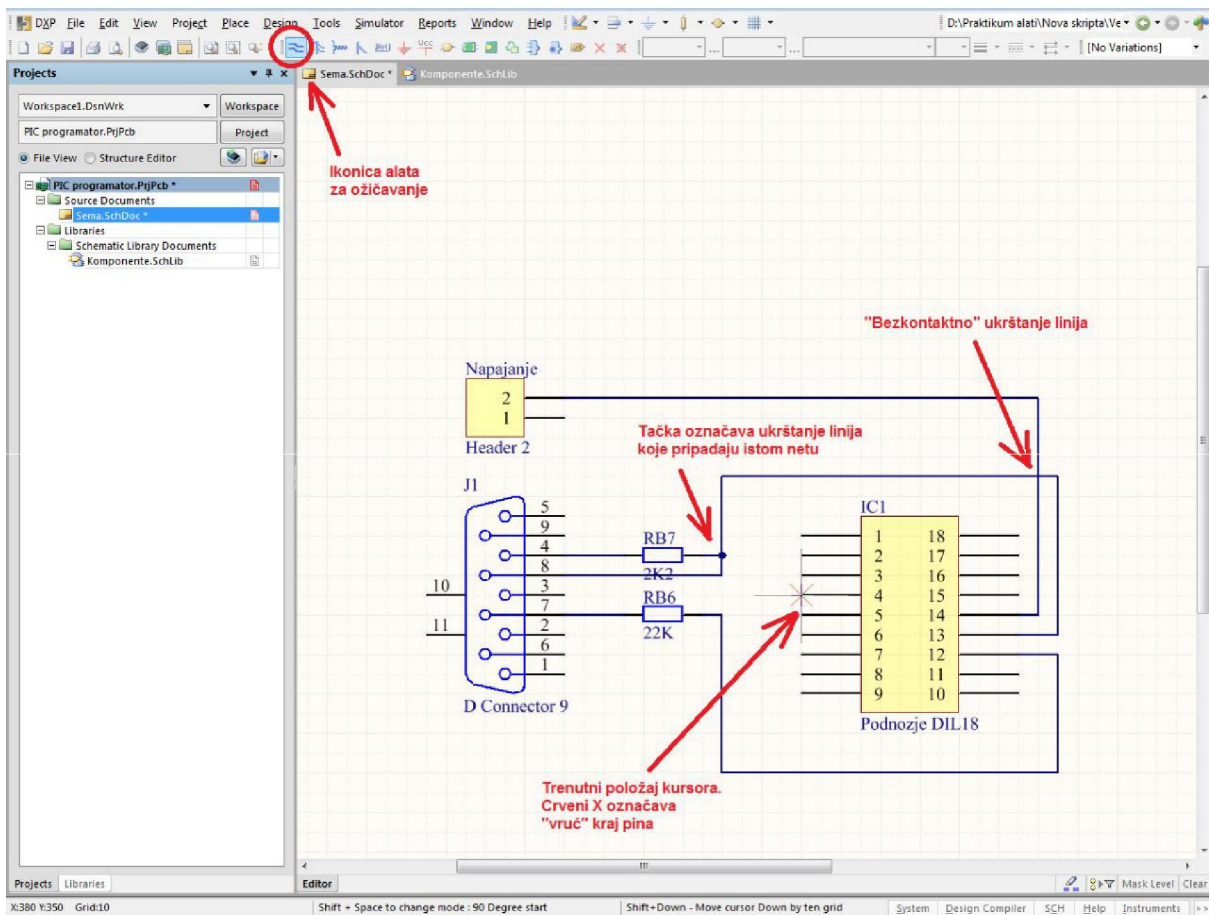 DXP File Edit View Project Place Design Tools Simulator Reports Window Help D:\Praktikum alati\Nova skripta\Ve
VCC [No Variations]
Projects
Sema.SchDoc * Komponente.SchLib
Workspace1.DsnWrk Workspace
PIC programator.PrjPcb Project
File View Structure Editor
PIC programator.PrjPcb *
Source Documents
Sema.SchDoc *
Libraries
Schematic Library Documents
Komponente.SchLib
Ikonica alata
za ožičavanje
"Bezkontaktno" ukrštanje linija
Napajanje
2
1
Header 2
Tačka označava ukrštanje linija
koje pripadaju istom netu
J1
5
9
4
8
3
7
2
6
1
10
11
D Connector 9
RB7
2K2
RB6
22K
IC1
1 18
2 17
3 16
4 15
5 14
6 13
7 12
8 11
9 10
Podnozje DIL18
Trenutni položaj kursora.
Crveni X označava
"vruć" kraj pina
Projects Libraries
Editor Mask Level Clear
X:380 Y:350 Grid:10 Shift + Space to change mode : 90 Degree start Shift+Down - Move cursor Down by ten grid System Design Compiler SCH Help Instruments >>